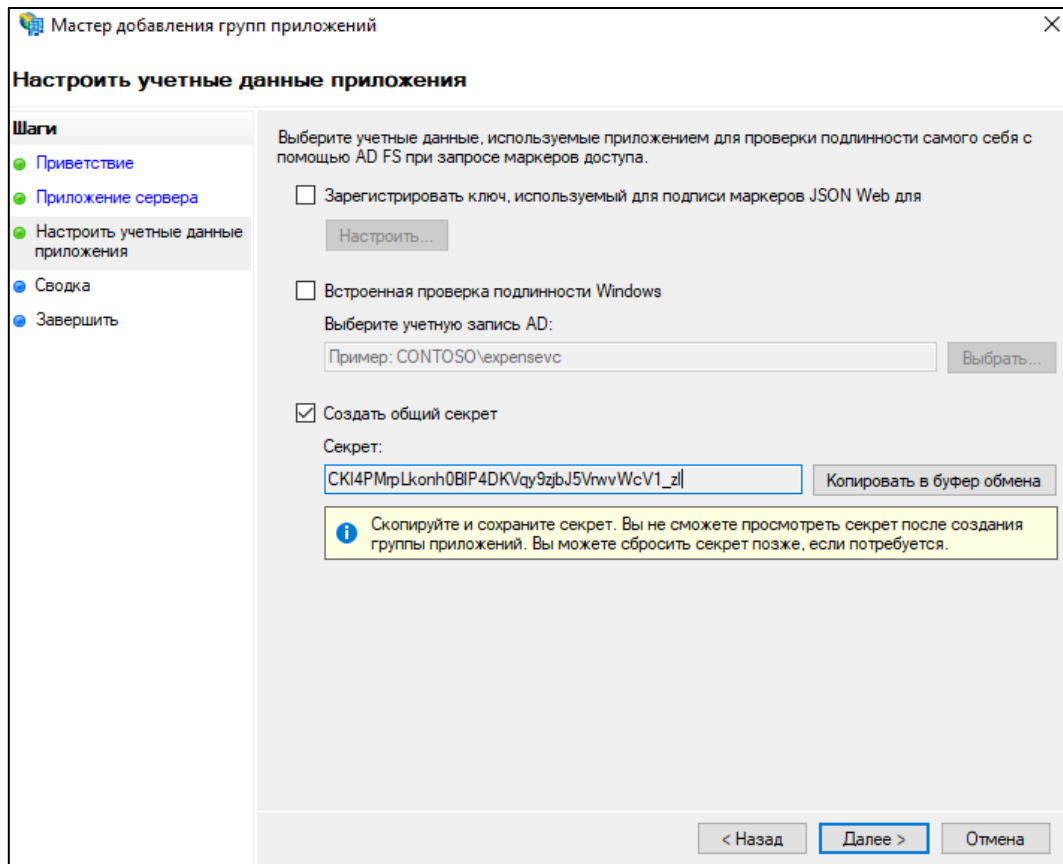 Мастер добавления групп приложений
Настроить учетные данные приложения
Шаги
Приветствие
Приложение сервера
Настроить учетные данные
приложения
Сводка
Завершить
Выберите учетные данные, используемые приложением для проверки подлинности самого себя с
помощью AD FS при запросе маркеров доступа.
Зарегистрировать ключ, используемый для подписи маркеров JSON Web для
Настроить...
Встроенная проверка подлинности Windows
Выберите учетную запись AD:
Пример: CONTOSO\expensevc
Выбрать...
Создать общий секрет
Секрет:
CKI4PMrpLkonh0BlP4DKVqy9zjbJ5VrwvWcV1_zl
Копировать в буфер обмена
Скопируйте и сохраните секрет. Вы не сможете просмотреть секрет после создания
группы приложений. Вы можете сбросить секрет позже, если потребуется.
< Назад
Далее >
Отмена